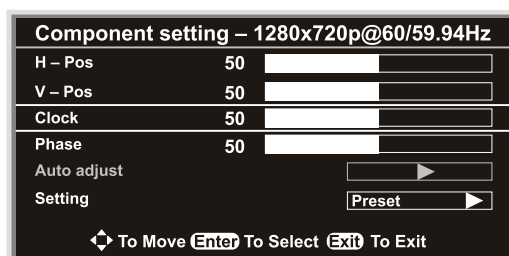 Component setting – 1280x720p@60/59.94Hz
H – Pos 50
V – Pos 50
Clock 50
Phase 50
Auto adjust
Setting Preset
To Move Enter To Select Exit To Exit